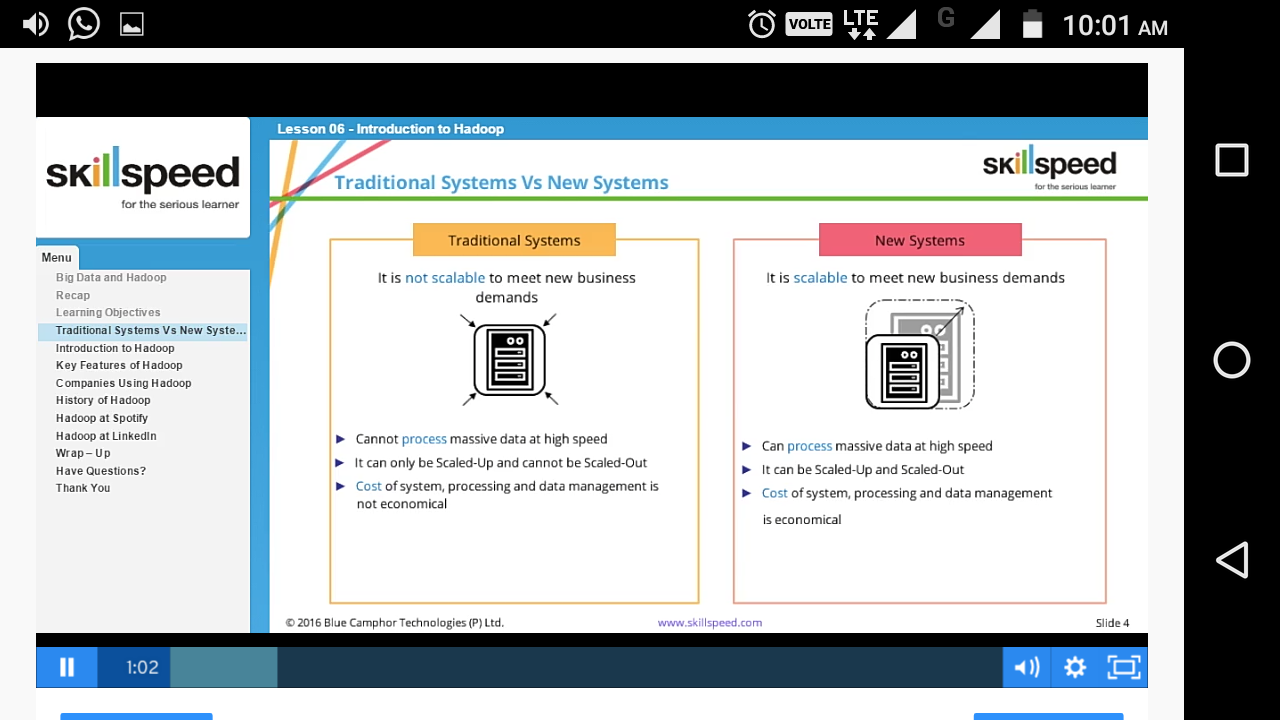 VOLTE LTE G 10:01 AM
Lesson 06 - Introduction to Hadoop
skillspeed
for the serious learner
Menu
Big Data and Hadoop
Recap
Learning Objectives
Traditional Systems Vs New Syste...
Introduction to Hadoop
Key Features of Hadoop
Companies Using Hadoop
History of Hadoop
Hadoop at Spotify
Hadoop at LinkedIn
Wrap – Up
Have Questions?
Thank You
Traditional Systems Vs New Systems
skillspeed
for the serious learner
Traditional Systems
It is not scalable to meet new business
demands
Cannot process massive data at high speed
It can only be Scaled-Up and cannot be Scaled-Out
Cost of system, processing and data management is
not economical
New Systems
It is scalable to meet new business demands
Can process massive data at high speed
It can be Scaled-Up and Scaled-Out
Cost of system, processing and data management
is economical
© 2016 Blue Camphor Technologies (P) Ltd.
www.skillspeed.com
Slide 4
1:02